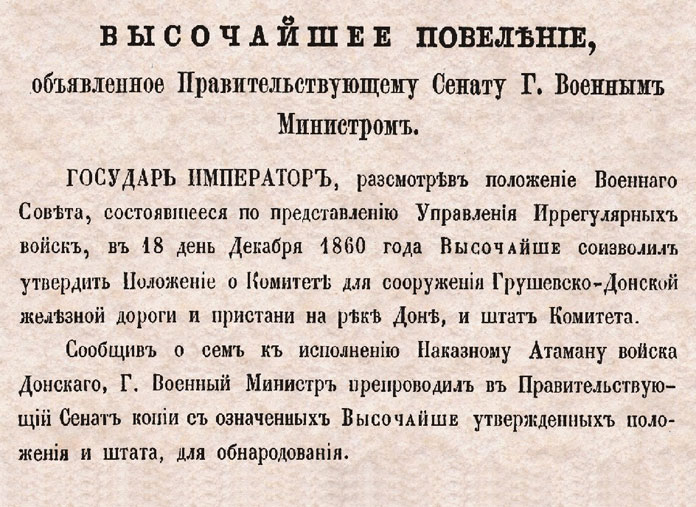 ВЫСОЧАЙШЕЕ ПОВЕЛѢНІЕ,
объявленное Правительствующему Сенату Г. Военнымъ
Министромъ.
ГОСУДАРЬ ИМПЕРАТОРЪ, разсмотрѣвъ положеніе Военнаго
Совѣта, состоявшееся по представленію Управленія Иррегулярныхъ
войскъ, въ 18 день Декабря 1860 года Высочайше соизволилъ
утвердить Положеніе о Комитетѣ для сооруженія Грушевско-Донской
желѣзной дороги и пристани на рѣкѣ Донѣ, и штатъ Комитета.
Сообщивъ о семъ къ исполненію Наказному Атаману войска
Донскаго, Г. Военный Министръ препроводилъ въ Правительствую-
щій Сенатъ копіи съ означенныхъ Высочайше утвержденныхъ поло-
женія и штата, для обнародованія.